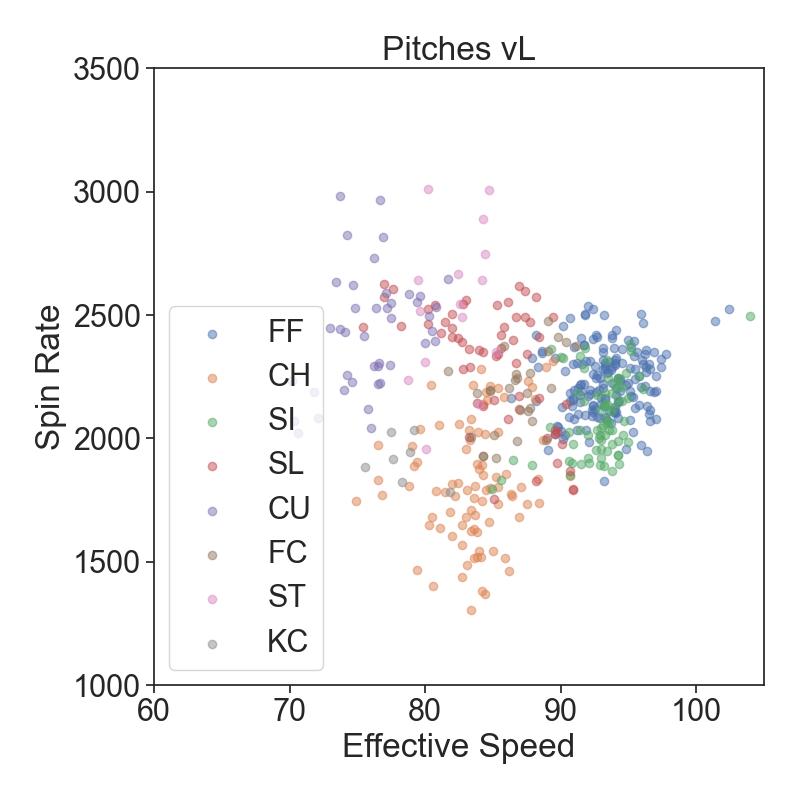 Pitches vL
3500
3000
2500
2000
1500
1000
Spin Rate
FF
CH
SI
SL
CU
FC
ST
KC
60
70
80
90
100
Effective Speed